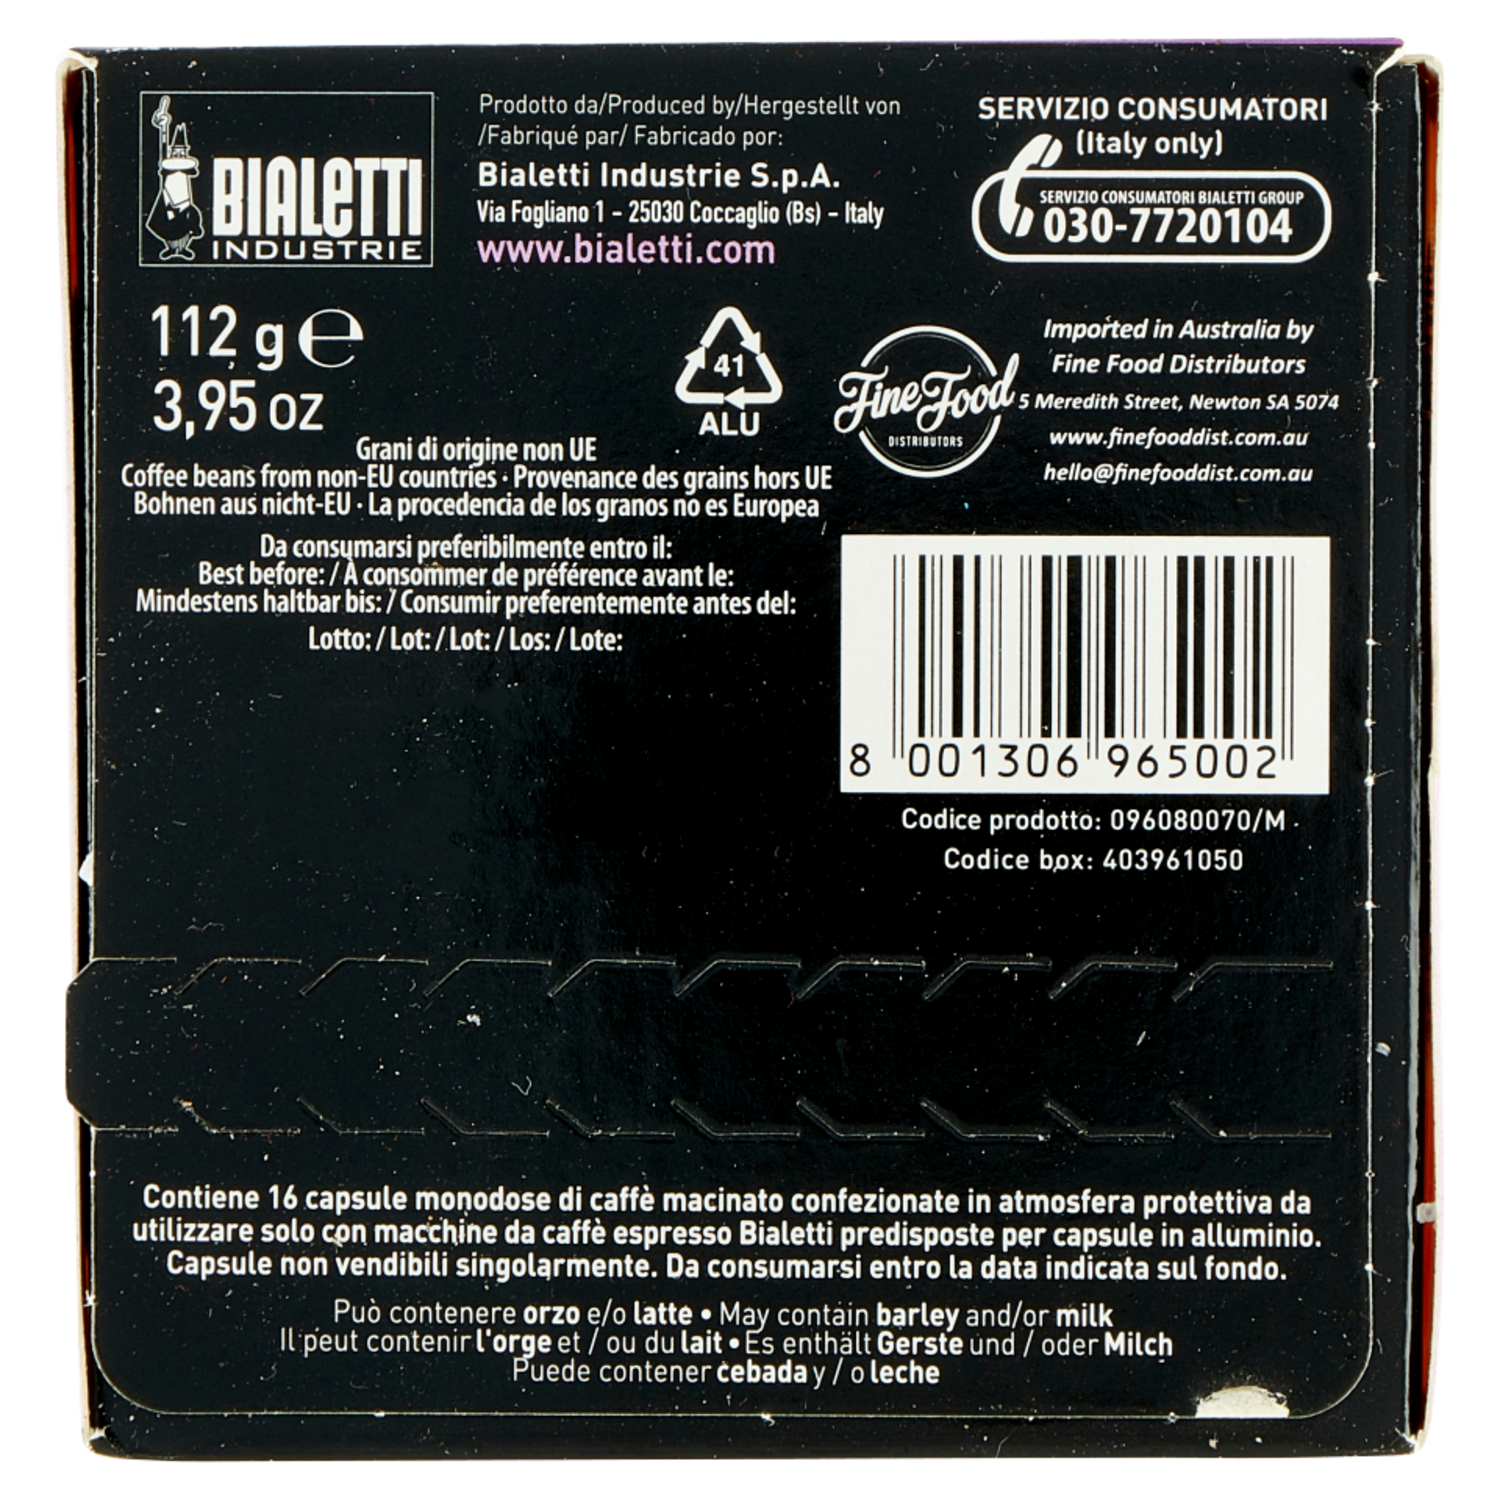 BIALETTI
INDUSTRIE
Prodotto da/Produced by/Hergestellt von
/Fabriqué par/ Fabricado por:
Bialetti Industrie S.p.A.
Via Fogliano 1 - 25030 Coccaglio (Bs) - Italy
www.bialetti.com
SERVIZIO CONSUMATORI
(Italy only)
SERVIZIO CONSUMATORI BIALETTI GROUP
030-7720104
112 g ℮
3,95 oz
41
ALU
Fine Food
DISTRIBUTORS
Imported in Australia by
Fine Food Distributors
5 Meredith Street, Newton SA 5074
www.finefooddist.com.au
hello@finefooddist.com.au
Grani di origine non UE
Coffee beans from non-EU countries · Provenance des grains hors UE
Bohnen aus nicht-EU · La procedencia de los granos no es Europea
Da consumarsi preferibilmente entro il:
Best before: / À consommer de préférence avant le:
Mindestens haltbar bis: / Consumir preferentemente antes del:
Lotto: / Lot: / Lot: / Los: / Lote:
8 001306 965002
Codice prodotto: 096080070/M
Codice box: 403961050
Contiene 16 capsule monodose di caffè macinato confezionate in atmosfera protettiva da
utilizzare solo con macchine da caffè espresso Bialetti predisposte per capsule in alluminio.
Capsule non vendibili singolarmente. Da consumarsi entro la data indicata sul fondo.
Può contenere orzo e/o latte • May contain barley and/or milk
Il peut contenir l'orge et / ou du lait • Es enthält Gerste und / oder Milch
Puede contener cebada y / o leche